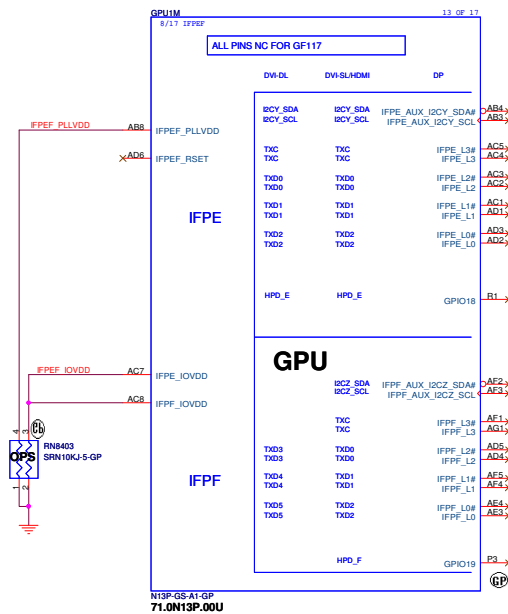 GPU1M
13 OF 17
8/17 IFPEF
ALL PINS NC FOR GF117
DVI-DL DVI-SL/HDMI DP
I2CY_SDA I2CY_SDA IFPE_AUX_I2CY_SDA# AB4
I2CY_SCL I2CY_SCL IFPE_AUX_I2CY_SCL AB3
IFPEF_PLLVDD AB8 IFPEF_PLLVDD
AD6 IFPEF_RSET
TXC TXC IFPE_L3# AC5
TXC TXC IFPE_L3 AC4
TXD0 TXD0 IFPE_L2# AC3
TXD0 TXD0 IFPE_L2 AC2
TXD1 TXD1 IFPE_L1# AC1
TXD1 TXD1 IFPE_L1 AD1
IFPE
TXD2 TXD2 IFPE_L0# AD3
TXD2 TXD2 IFPE_L0 AD2
HPD_E HPD_E GPIO18 R1
GPU
IFPEF_IOVDD AC7 IFPE_IOVDD
AC8 IFPF_IOVDD
I2CZ_SDA IFPF_AUX_I2CZ_SDA# AF2
I2CZ_SCL IFPF_AUX_I2CZ_SCL AF3
TXC IFPF_L3# AF1
TXC IFPF_L3 AG1
4 3
RN8403
SRN10KJ-5-GP
OPS
1 2
TXD3 TXD0 IFPF_L2# AD5
TXD3 TXD0 IFPF_L2 AD4
TXD4 TXD1 IFPF_L1# AF5
TXD4 TXD1 IFPF_L1 AF4
IFPF
TXD5 TXD2 IFPF_L0# AE4
TXD5 TXD2 IFPF_L0 AE3
HPD_F GPIO19 P3
GP
N13P-GS-A1-GP
71.0N13P.00U